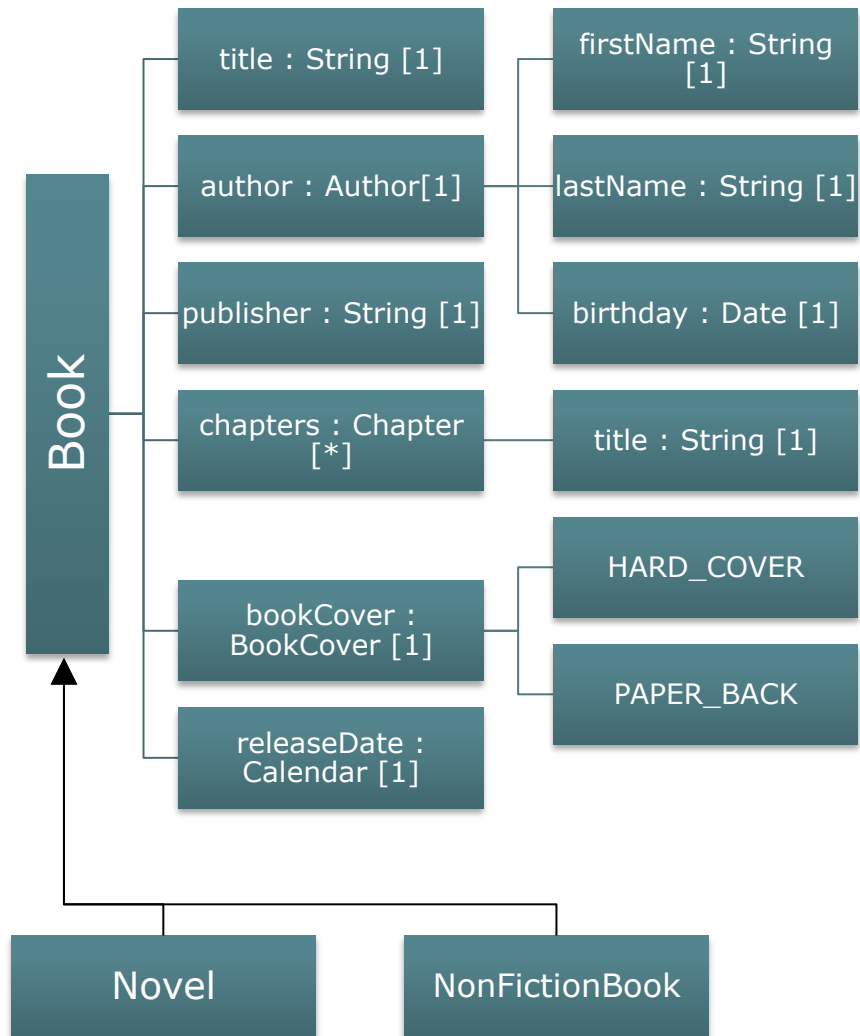 title : String [1]
firstName : String
[1]
author : Author[1]
lastName : String [1]
publisher : String [1]
birthday : Date [1]
Book
chapters : Chapter
[*]
title : String [1]
HARD_COVER
bookCover :
BookCover [1]
PAPER_BACK
releaseDate :
Calendar [1]
Novel
NonFictionBook